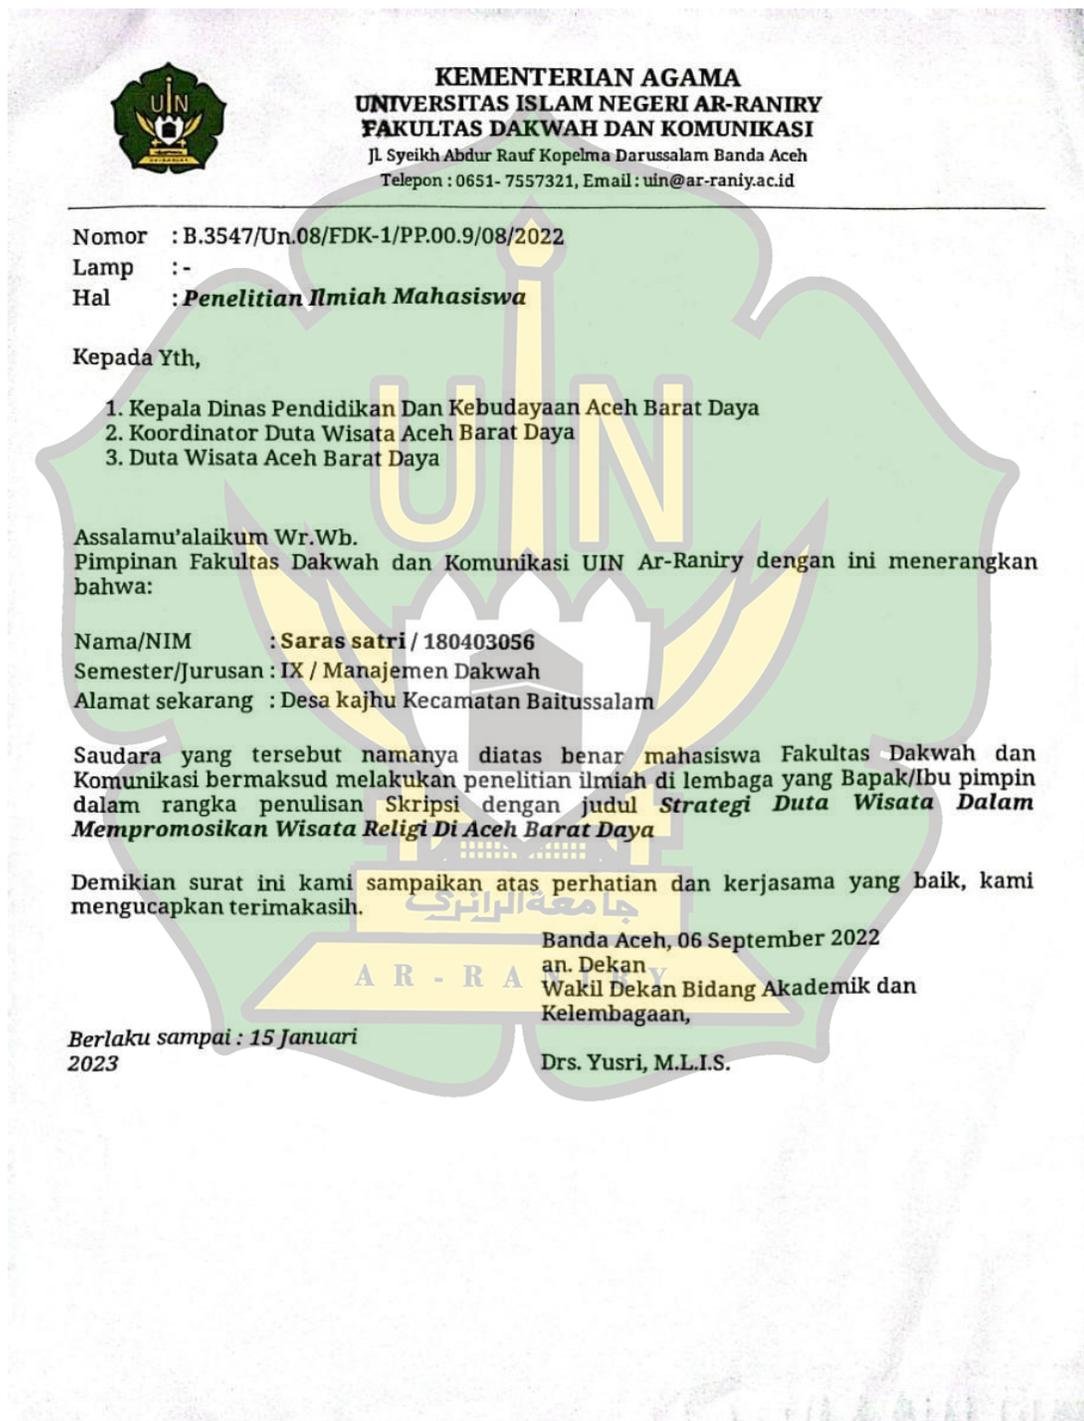 UIN
KEMENTERIAN AGAMA
UNIVERSITAS ISLAM NEGERI AR-RANIRY
FAKULTAS DAKWAH DAN KOMUNIKASI
Jl. Syeikh Abdur Rauf Kopelma Darussalam Banda Aceh
Telepon : 0651- 7557321, Email : uin@ar-raniy.ac.id
Nomor : B.3547/Un.08/FDK-1/PP.00.9/08/2022
Lamp : -
Hal : Penelitian Ilmiah Mahasiswa
Kepada Yth,
1. Kepala Dinas Pendidikan Dan Kebudayaan Aceh Barat Daya
2. Koordinator Duta Wisata Aceh Barat Daya
3. Duta Wisata Aceh Barat Daya
UIN
Assalamu'alaikum Wr.Wb.
Pimpinan Fakultas Dakwah dan Komunikasi UIN Ar-Raniry dengan ini menerangkan
bahwa:
Nama/NIM : Saras satri / 180403056
Semester/Jurusan : IX / Manajemen Dakwah
Alamat sekarang : Desa kajhu Kecamatan Baitussalam
Saudara yang tersebut namanya diatas benar mahasiswa Fakultas Dakwah dan
Komunikasi bermaksud melakukan penelitian ilmiah di lembaga yang Bapak/Ibu pimpin
dalam rangka penulisan Skripsi dengan judul Strategi Duta Wisata Dalam
Mempromosikan Wisata Religi Di Aceh Barat Daya
Demikian surat ini kami sampaikan atas perhatian dan kerjasama yang baik, kami
mengucapkan terimakasih.
جامعة الرانري
AR-RANIRY
Banda Aceh, 06 September 2022
an. Dekan
Wakil Dekan Bidang Akademik dan
Kelembagaan,
Berlaku sampai : 15 Januari
2023
Drs. Yusri, M.L.I.S.